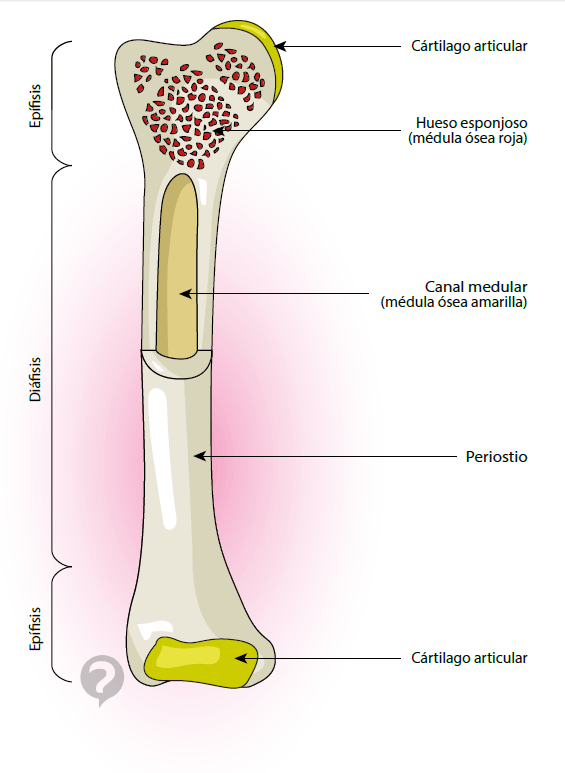 Cártilago articular
Epífisis
Hueso esponjoso
(médula ósea roja)
Canal medular
(médula ósea amarilla)
Diáfisis
Periostio
Epífisis
Cártilago articular
?